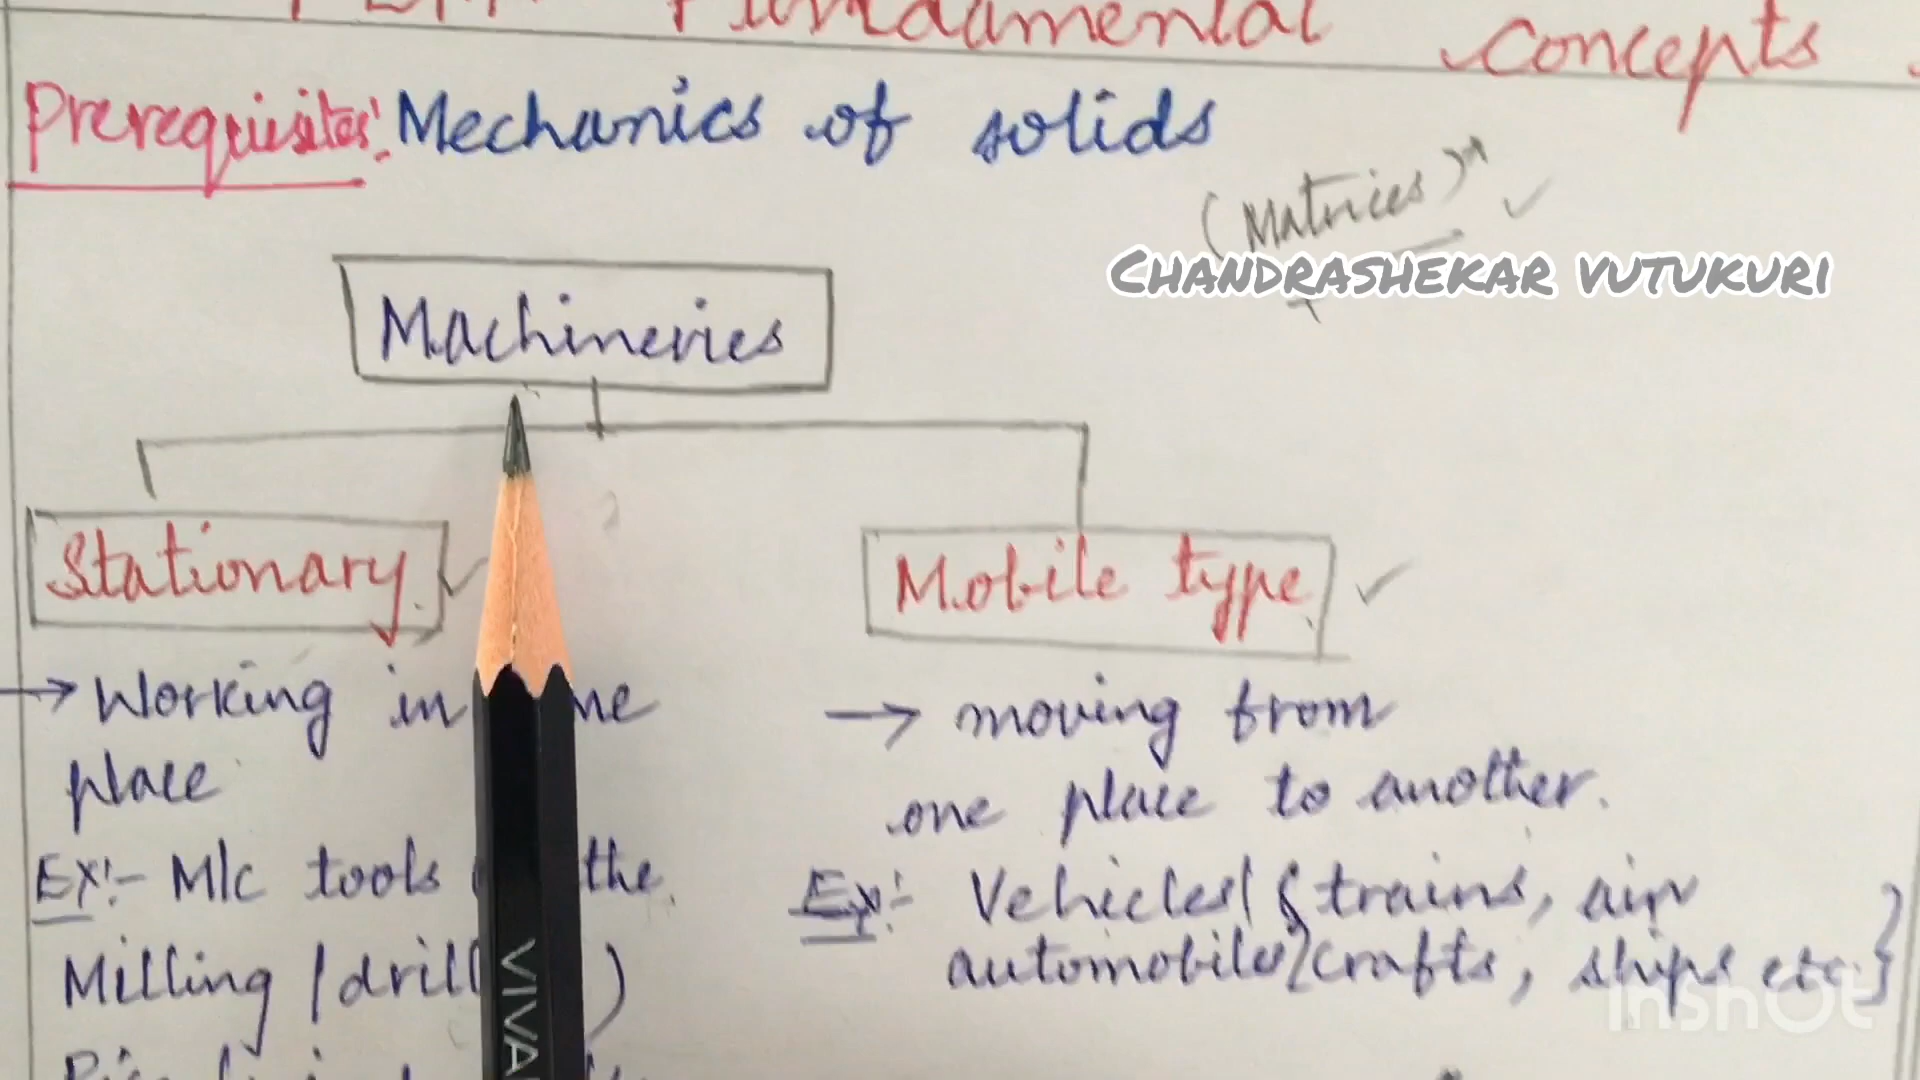 Fundamental concepts
Prerequisites: Mechanics of solids
(Matrices)
CHANDRASHEKAR VUTUKURI
Machineries
Stationary
Mobile type
→ Working in
place
→ moving from
one place to another.
Ex:- M/c tools
Milling / drill )
Ex:- Vehicles/ { trains, air
automobiles} crafts, ships etc.}
VIVA
InShOt